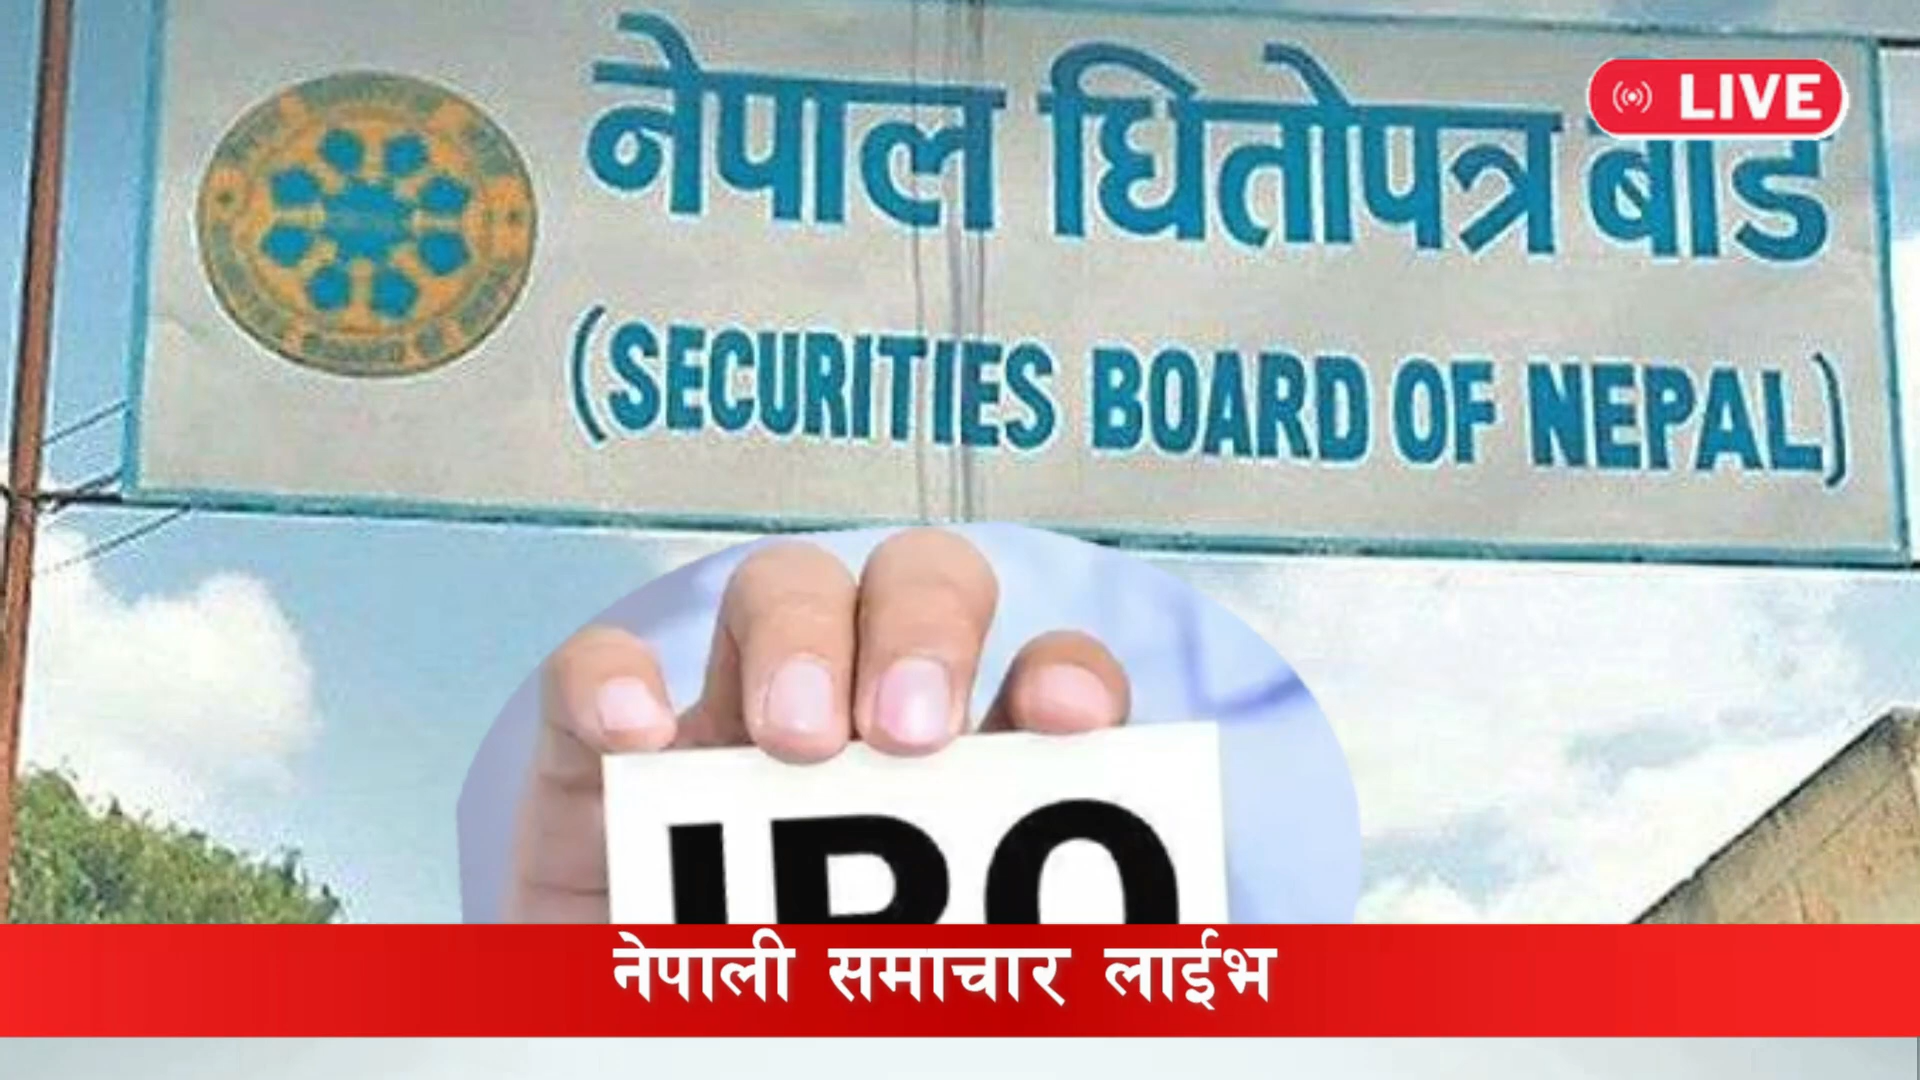 नेपाल धितोपत्र बोर्ड
LIVE
(SECURITIES BOARD OF NEPAL)
IPO
नेपाली समाचार लाईभ